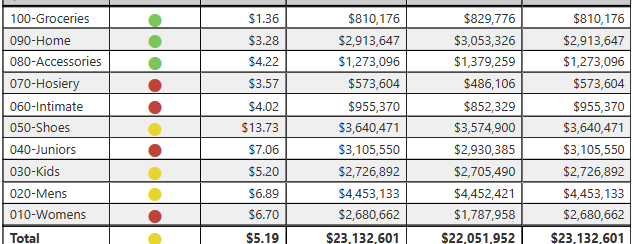 100-Groceries $1.36 $810,176 $829,776 $810,176
090-Home $3.28 $2,913,647 $3,053,326 $2,913,647
080-Accessories $4.22 $1,273,096 $1,379,259 $1,273,096
070-Hosiery $3.57 $573,604 $486,106 $573,604
060-Intimate $4.02 $955,370 $852,329 $955,370
050-Shoes $13.73 $3,640,471 $3,574,900 $3,640,471
040-Juniors $7.06 $3,105,550 $2,930,385 $3,105,550
030-Kids $5.20 $2,726,892 $2,705,490 $2,726,892
020-Mens $6.89 $4,453,133 $4,452,421 $4,453,133
010-Womens $6.70 $2,680,662 $1,787,958 $2,680,662
Total $5.19 $23,132,601 $22,051,952 $23,132,601